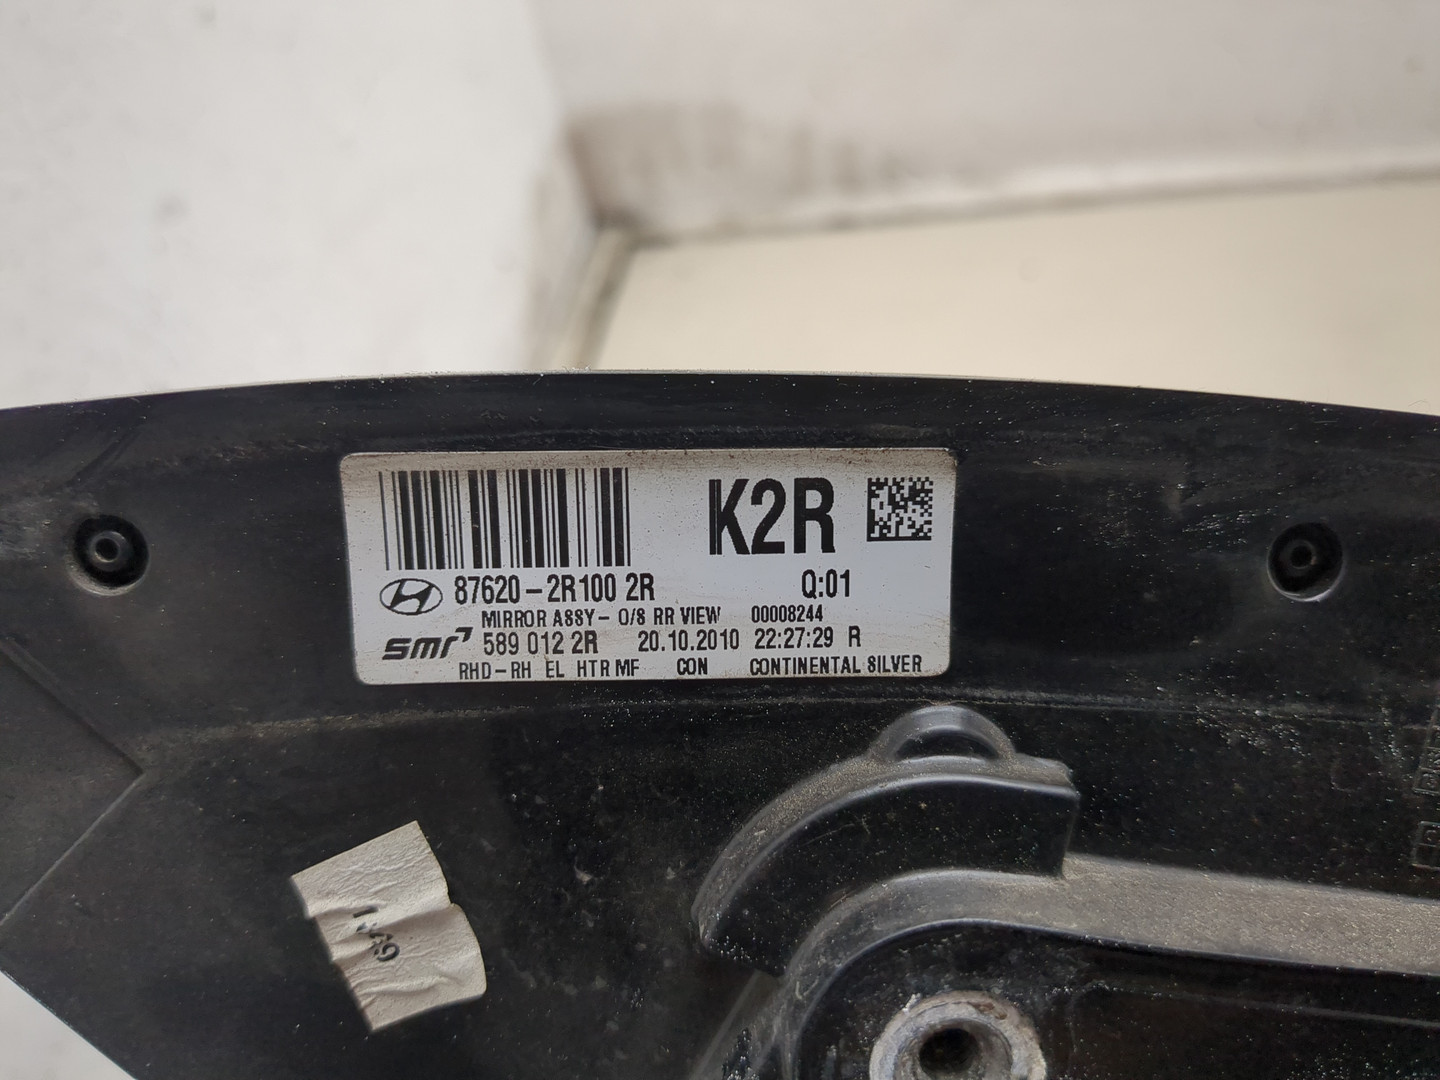 K2R
87620-2R100 2R Q:01
MIRROR ASSY- O/S RR VIEW 00008244
smr 589 012 2R 20.10.2010 22:27:29 R
RHD-RH EL HTR MF CON CONTINENTAL SILVER